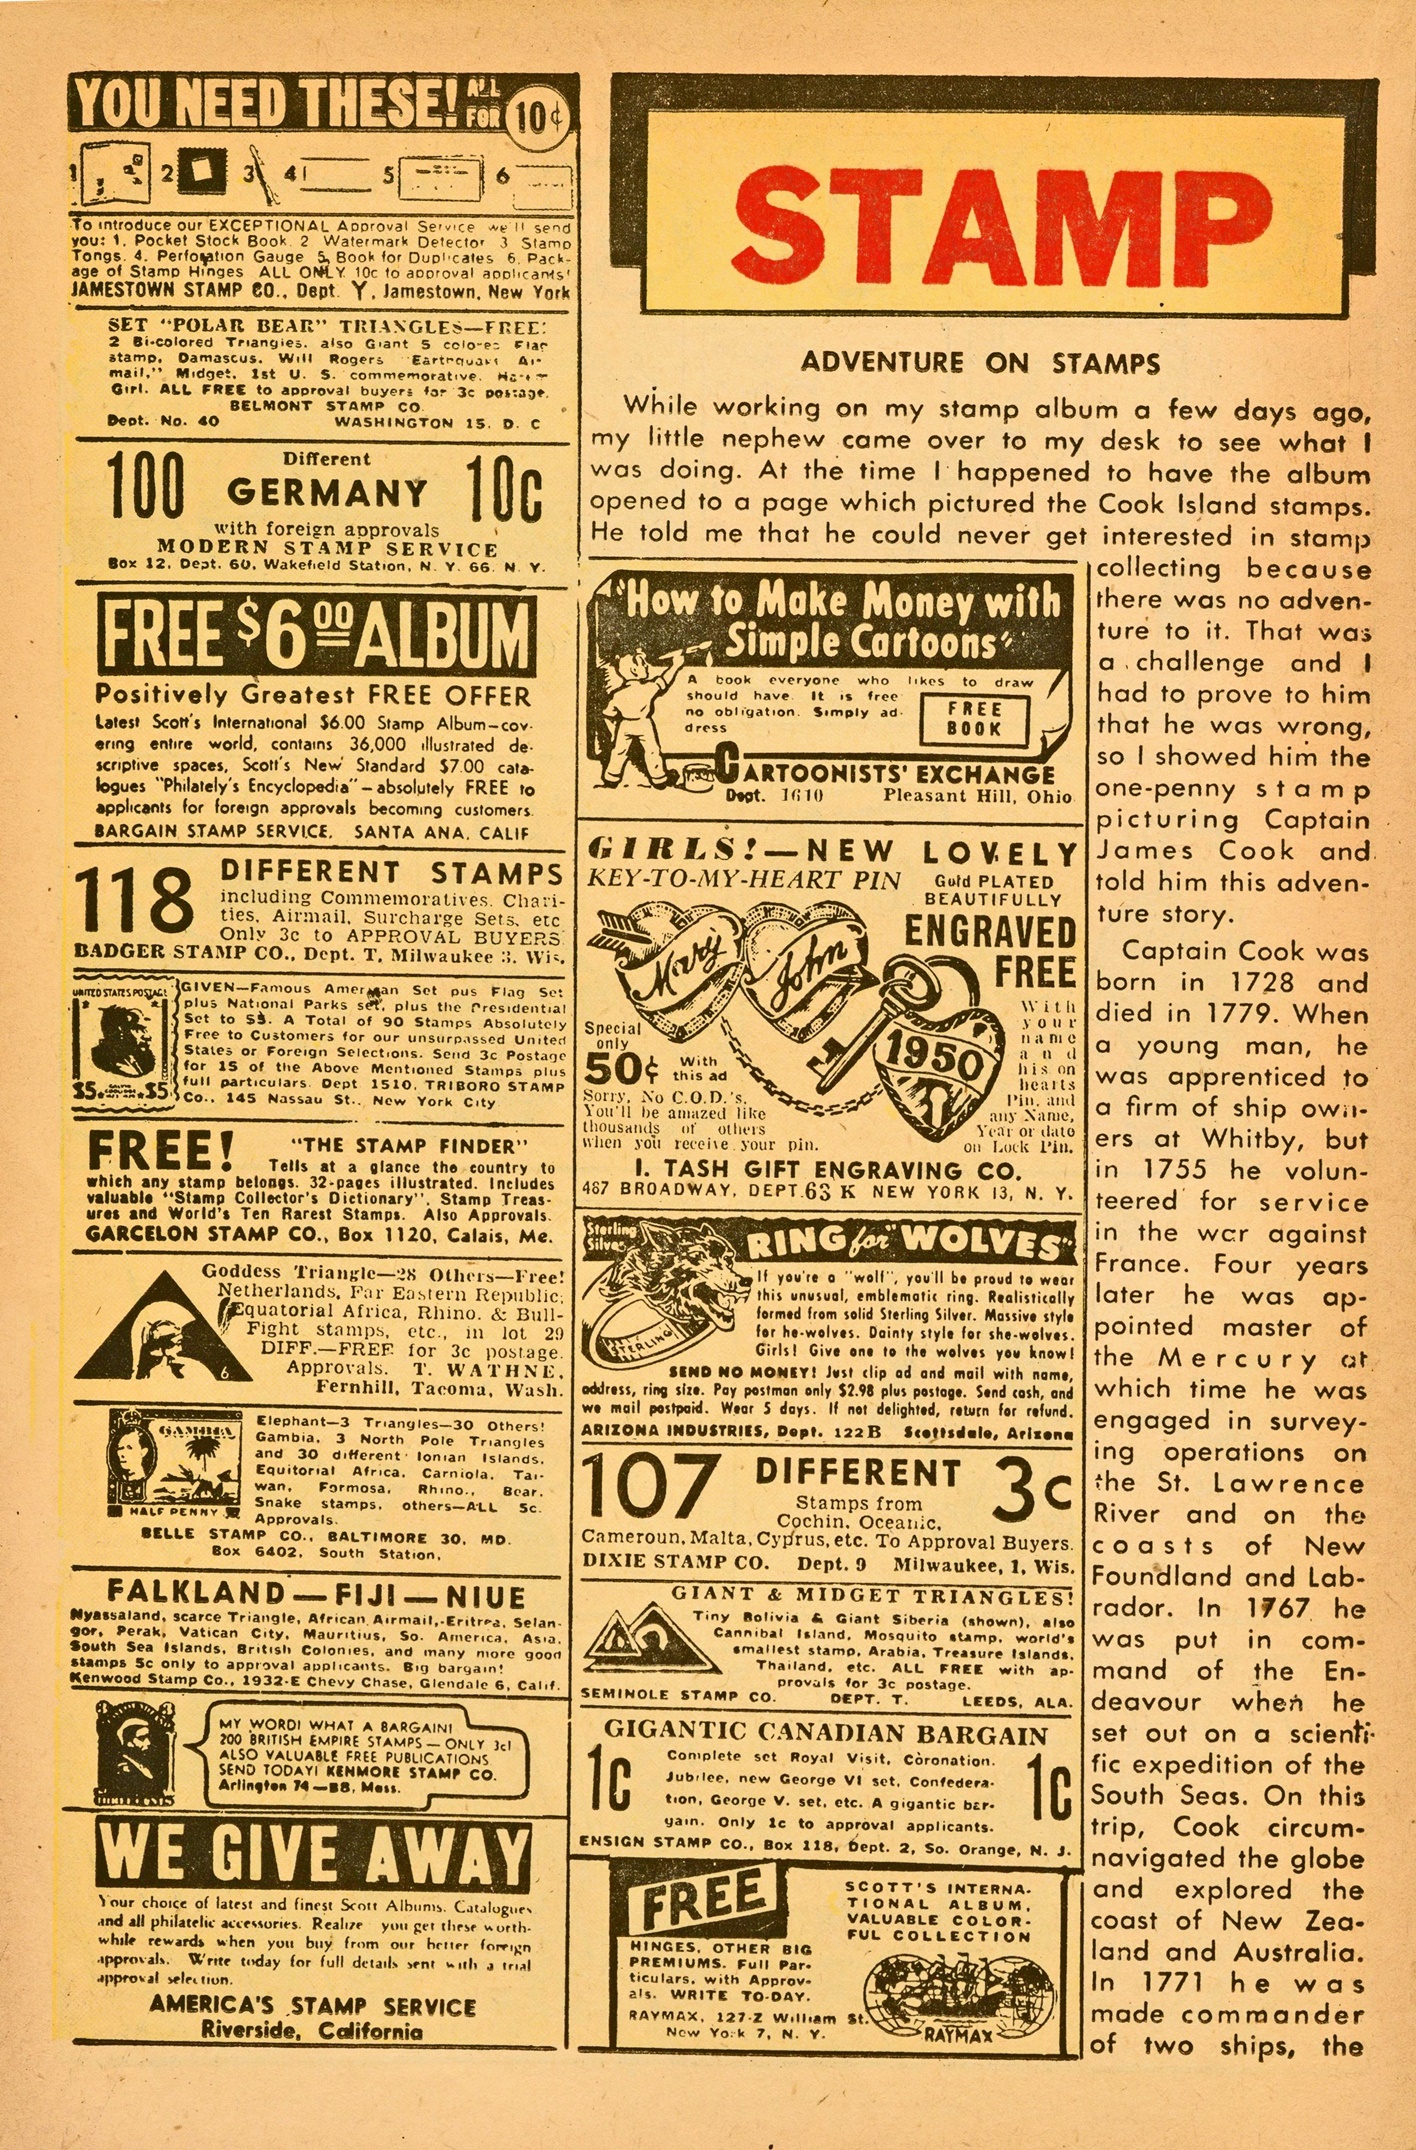 YOU NEED THESE! ALL FOR 10¢
1 2 3 4 5 6
To introduce our EXCEPTIONAL Approval Service we'll send
you: 1. Pocket Stock Book 2 Watermark Detector 3 Stamp
Tongs. 4. Perforation Gauge 5. Book for Duplicates 6. Pack-
age of Stamp Hinges ALL ONLY 10c to approval applicants!
JAMESTOWN STAMP CO., Dept. Y, Jamestown, New York
SET "POLAR BEAR" TRIANGLES—FREE!
2 Bi-colored Triangles, also Giant 5 colored Flag
stamp, Damascus, Will Rogers "Earthquake Air-
mail," Midget, 1st U. S. commemorative,
Girl. ALL FREE to approval buyers for 3c postage.
BELMONT STAMP CO.
Dept. No. 40 WASHINGTON 15, D. C
100 Different GERMANY 10c
with foreign approvals
MODERN STAMP SERVICE
Box 12, Dept. 60, Wakefield Station, N. Y. 66, N. Y.
FREE $6.00 ALBUM
Positively Greatest FREE OFFER
Latest Scott's International $6.00 Stamp Album—cov-
ering entire world, contains 36,000 illustrated de-
scriptive spaces, Scott's New Standard $7.00 cata-
logues "Philately's Encyclopedia"—absolutely FREE to
applicants for foreign approvals becoming customers.
BARGAIN STAMP SERVICE, SANTA ANA, CALIF
118 DIFFERENT STAMPS
including Commemoratives, Chari-
ties, Airmail, Surcharge Sets, etc
Only 3c to APPROVAL BUYERS.
BADGER STAMP CO., Dept. T, Milwaukee 3, Wis.
UNITED STATES POSTAGE
$5. $5
GIVEN—Famous American Set pus Flag Set
plus National Parks set, plus the Presidential
Set to $5. A Total of 90 Stamps Absolutely
Free to Customers for our unsurpassed United
States or Foreign Selections. Send 3c Postage
for 15 of the Above Mentioned Stamps plus
full particulars. Dept 1510, TRIBORO STAMP
Co., 145 Nassau St., New York City
FREE! "THE STAMP FINDER"
Tells at a glance the country to
which any stamp belongs. 32-pages illustrated. Includes
valuable "Stamp Collector's Dictionary", Stamp Treas-
ures and World's Ten Rarest Stamps. Also Approvals.
GARCELON STAMP CO., Box 1120, Calais, Me.
6
Goddess Triangle—28 Others—Free!
Netherlands, Far Eastern Republic,
Equatorial Africa, Rhino. & Bull-
Fight stamps, etc., in lot 29
DIFF.—FREE for 3c postage.
Approvals. T. WATHNE,
Fernhill, Tacoma, Wash.
GAMBIA
HALF PENNY
Elephant—3 Triangles—30 Others!
Gambia, 3 North Pole Triangles
and 30 different Ionian Islands,
Equitorial Africa, Carniola, Tai-
wan, Formosa, Rhino., Bear,
Snake stamps, others—ALL 5c.
Approvals.
BELLE STAMP CO., BALTIMORE 30, MD.
Box 6402, South Station,
FALKLAND—FIJI—NIUE
Nyassaland, scarce Triangle, African Airmail, Eritrea, Selan-
gor, Perak, Vatican City, Mauritius, So. America, Asia,
South Sea Islands, British Colonies, and many more good
stamps 5c only to approval applicants. Big bargain!
Kenwood Stamp Co., 1932-E Chevy Chase, Glendale 6, Calif.
THREE CENTS
MY WORD! WHAT A BARGAIN!
200 BRITISH EMPIRE STAMPS—ONLY 3c!
ALSO VALUABLE FREE PUBLICATIONS
SEND TODAY! KENMORE STAMP CO.
Arlington 74—B8, Mass.
WE GIVE AWAY
Your choice of latest and finest Scott Albums, Catalogues
and all philatelic accessories. Realize you get these worth-
while rewards when you buy from our better foreign
approvals. Write today for full details sent with a trial
approval selection.
AMERICA'S STAMP SERVICE
Riverside, California
STAMP
ADVENTURE ON STAMPS
While working on my stamp album a few days ago,
my little nephew came over to my desk to see what I
was doing. At the time I happened to have the album
opened to a page which pictured the Cook Island stamps.
He told me that he could never get interested in stamp
"How to Make Money with
Simple Cartoons"
A book everyone who likes to draw
should have. It is free
no obligation. Simply ad-
dress
FREE
BOOK
CARTOONISTS' EXCHANGE
Dept. 1610 Pleasant Hill, Ohio
GIRLS!—NEW LOVELY
KEY-TO-MY-HEART PIN
Gold PLATED
BEAUTIFULLY
ENGRAVED
FREE
Mary John 1950
With
your
name
and
his on
hearts
Pin, and
any Name,
Year or date
on Lock Pin.
Special
only
50¢ With
this ad
Sorry, No C.O.D.'s.
You'll be amazed like
thousands of others
when you receive your pin.
I. TASH GIFT ENGRAVING CO.
487 BROADWAY, DEPT. 63 K NEW YORK 13, N. Y.
Sterling
Silver
STERLING
RING for "WOLVES"
If you're a "wolf", you'll be proud to wear
this unusual, emblematic ring. Realistically
formed from solid Sterling Silver. Massive style
for he-wolves. Dainty style for she-wolves.
Girls! Give one to the wolves you know!
SEND NO MONEY! Just clip ad and mail with name,
address, ring size. Pay postman only $2.98 plus postage. Send cash, and
we mail postpaid. Wear 5 days. If not delighted, return for refund.
ARIZONA INDUSTRIES, Dept. 122B Scottsdale, Arizona
107 DIFFERENT 3c
Stamps from
Cochin, Oceanic,
Cameroun, Malta, Cyprus, etc. To Approval Buyers.
DIXIE STAMP CO. Dept. 9 Milwaukee, 1, Wis.
GIANT & MIDGET TRIANGLES!
Tiny Bolivia & Giant Siberia (shown), also
Cannibal Island, Mosquito stamp, world's
smallest stamp, Arabia, Treasure Islands,
Thailand, etc. ALL FREE with ap-
provals for 3c postage.
SEMINOLE STAMP CO. DEPT. T. LEEDS, ALA.
GIGANTIC CANADIAN BARGAIN
1c 1c
Complete set Royal Visit, Coronation,
Jubilee, new George VI set, Confedera-
tion, George V. set, etc. A gigantic bar-
gain. Only 1c to approval applicants.
ENSIGN STAMP CO., Box 118, Dept. 2, So. Orange, N. J.
FREE
SCOTT'S INTERNA-
TIONAL ALBUM,
VALUABLE COLOR-
FUL COLLECTION
HINGES, OTHER BIG
PREMIUMS. Full Par-
ticulars, with Approv-
als. WRITE TO-DAY.
RAYMAX, 127-Z William St.
New York 7, N. Y.
RAYMAX
collecting because
there was no adven-
ture to it. That was
a challenge and I
had to prove to him
that he was wrong,
so I showed him the
one-penny stamp
picturing Captain
James Cook and
told him this adven-
ture story.
Captain Cook was
born in 1728 and
died in 1779. When
a young man, he
was apprenticed to
a firm of ship own-
ers at Whitby, but
in 1755 he volun-
teered for service
in the war against
France. Four years
later he was ap-
pointed master of
the Mercury at
which time he was
engaged in survey-
ing operations on
the St. Lawrence
River and on the
coasts of New
Foundland and Lab-
rador. In 1767 he
was put in com-
mand of the En-
deavour when he
set out on a scienti-
fic expedition of the
South Seas. On this
trip, Cook circum-
navigated the globe
and explored the
coast of New Zea-
land and Australia.
In 1771 he was
made commander
of two ships, the